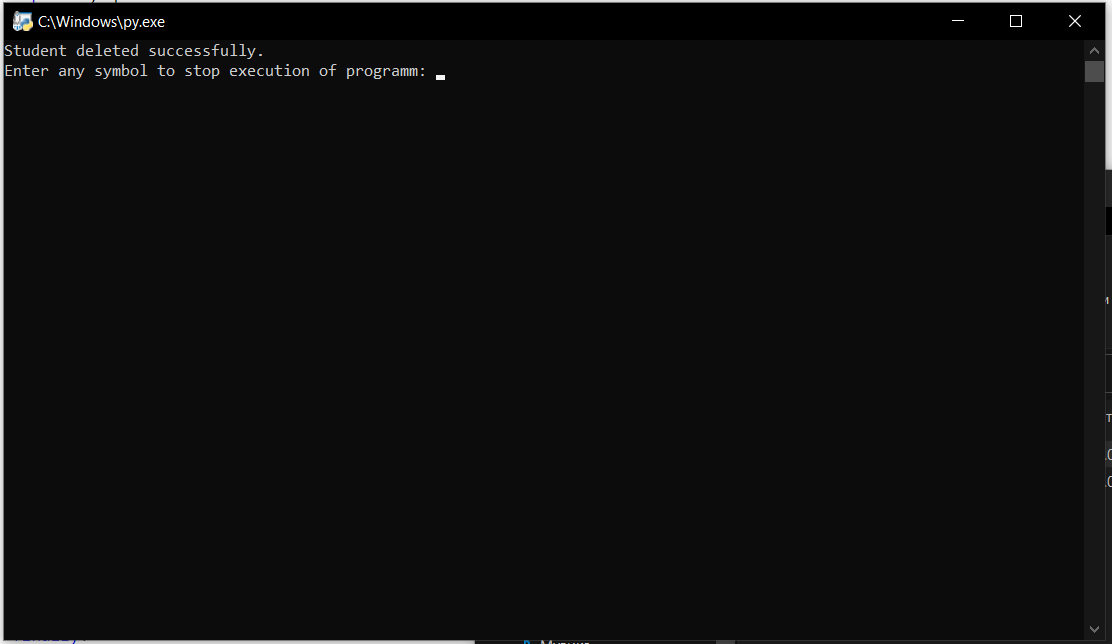 C:\Windows\py.exe
Student deleted successfully.
Enter any symbol to stop execution of programm: